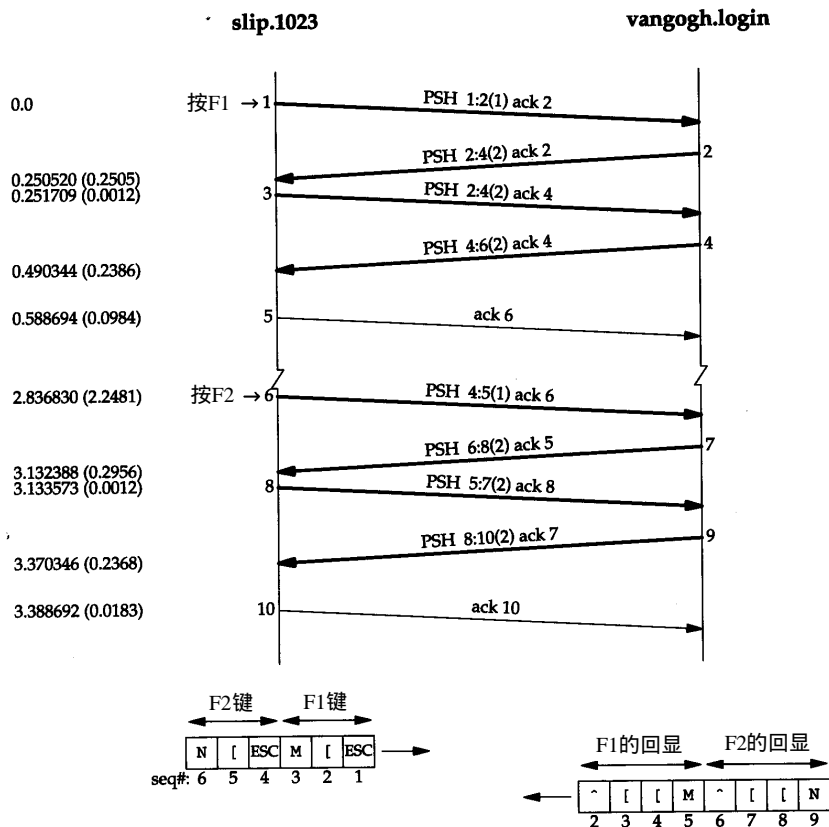 slip.1023 vangogh.login
0.0 按F1 → 1 PSH 1:2(1) ack 2
PSH 2:4(2) ack 2 2
0.250520 (0.2505)
0.251709 (0.0012) 3 PSH 2:4(2) ack 4
PSH 4:6(2) ack 4 4
0.490344 (0.2386)
0.588694 (0.0984) 5 ack 6
2.836830 (2.2481) 按F2 → 6 PSH 4:5(1) ack 6
PSH 6:8(2) ack 5 7
3.132388 (0.2956)
3.133573 (0.0012) 8 PSH 5:7(2) ack 8
PSH 8:10(2) ack 7 9
3.370346 (0.2368)
3.388692 (0.0183) 10 ack 10
F2键 F1键
N [ ESC M [ ESC
seq#: 6 5 4 3 2 1
F1的回显 F2的回显
^ [ [ M ^ [ [ N
2 3 4 5 6 7 8 9